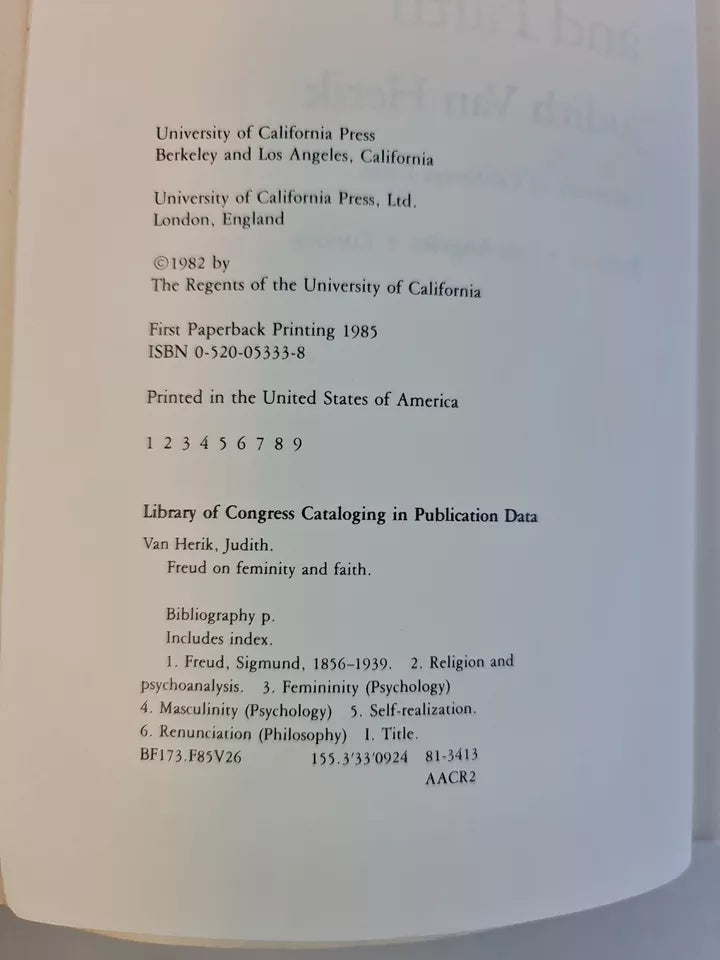 University of California Press
Berkeley and Los Angeles, California
University of California Press, Ltd.
London, England
©1982 by
The Regents of the University of California
First Paperback Printing 1985
ISBN 0-520-05333-8
Printed in the United States of America
1 2 3 4 5 6 7 8 9
Library of Congress Cataloging in Publication Data
Van Herik, Judith.
Freud on feminity and faith.
Bibliography p.
Includes index.
1. Freud, Sigmund, 1856–1939. 2. Religion and
psychoanalysis. 3. Femininity (Psychology)
4. Masculinity (Psychology) 5. Self-realization.
6. Renunciation (Philosophy) I. Title.
BF173.F85V26 155.3'33'0924 81-3413
AACR2